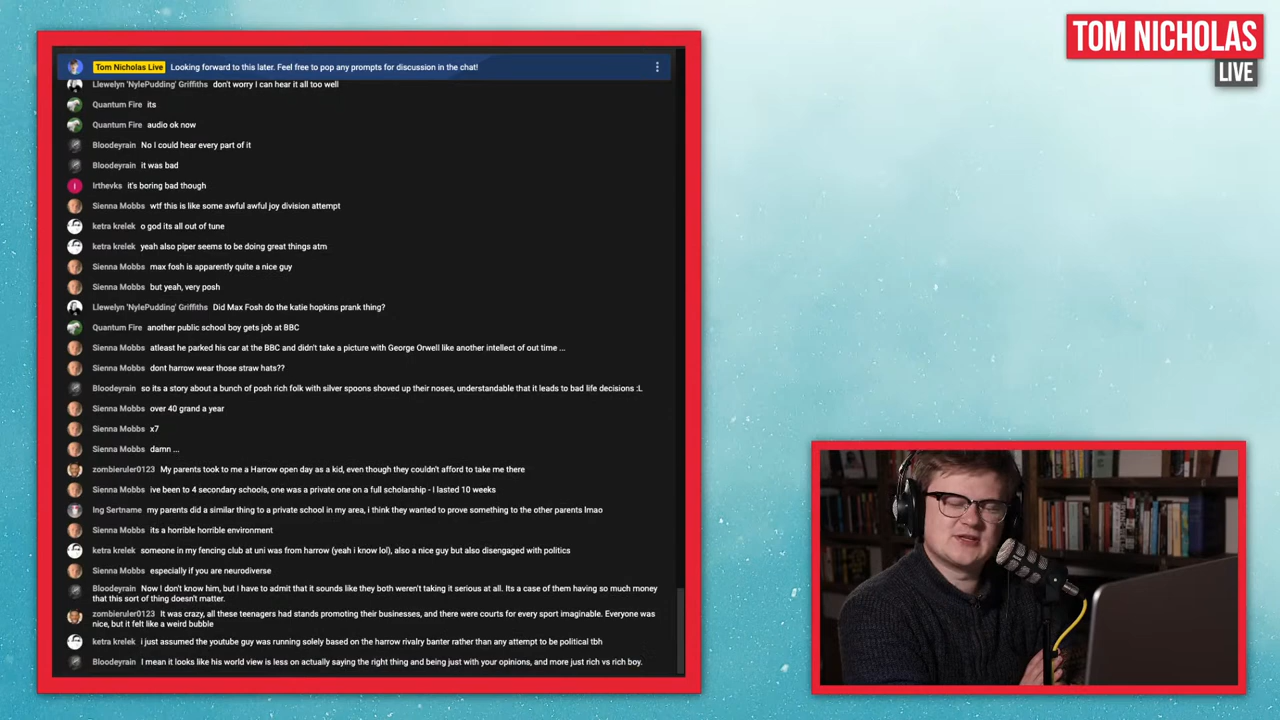 TOM NICHOLAS
LIVE
Tom Nicholas Live Looking forward to this later. Feel free to pop any prompts for discussion in the chat!
Llewelyn 'NylePudding' Griffiths don't worry I can hear it all too well
Quantum Fire its
Quantum Fire audio ok now
Bloodeyrain No I could hear every part of it
Bloodeyrain it was bad
I
lrthevks it's boring bad though
Sienna Mobbs wtf this is like some awful awful joy division attempt
ketra krelek o god its all out of tune
ketra krelek yeah also piper seems to be doing great things atm
Sienna Mobbs max fosh is apparently quite a nice guy
Sienna Mobbs but yeah, very posh
Llewelyn 'NylePudding' Griffiths Did Max Fosh do the katie hopkins prank thing?
Quantum Fire another public school boy gets job at BBC
Sienna Mobbs atleast he parked his car at the BBC and didn't take a picture with George Orwell like another intellect of out time ...
Sienna Mobbs dont harrow wear those straw hats??
Bloodeyrain so its a story about a bunch of posh rich folk with silver spoons shoved up their noses, understandable that it leads to bad life decisions :L
Sienna Mobbs over 40 grand a year
Sienna Mobbs x7
Sienna Mobbs damn ...
zombieruler0123 My parents took to me a Harrow open day as a kid, even though they couldn't afford to take me there
Sienna Mobbs ive been to 4 secondary schools, one was a private one on a full scholarship - I lasted 10 weeks
Ing Sertname my parents did a similar thing to a private school in my area, i think they wanted to prove something to the other parents lmao
Sienna Mobbs its a horrible horrible environment
ketra krelek someone in my fencing club at uni was from harrow (yeah i know lol), also a nice guy but also disengaged with politics
Sienna Mobbs especially if you are neurodiverse
Bloodeyrain Now I don't know him, but I have to admit that it sounds like they both weren't taking it serious at all. Its a case of them having so much money
that this sort of thing doesn't matter.
zombieruler0123 It was crazy, all these teenagers had stands promoting their businesses, and there were courts for every sport imaginable. Everyone was
nice, but it felt like a weird bubble
ketra krelek i just assumed the youtube guy was running solely based on the harrow rivalry banter rather than any attempt to be political tbh
Bloodeyrain I mean it looks like his world view is less on actually saying the right thing and being just with your opinions, and more just rich vs rich boy.